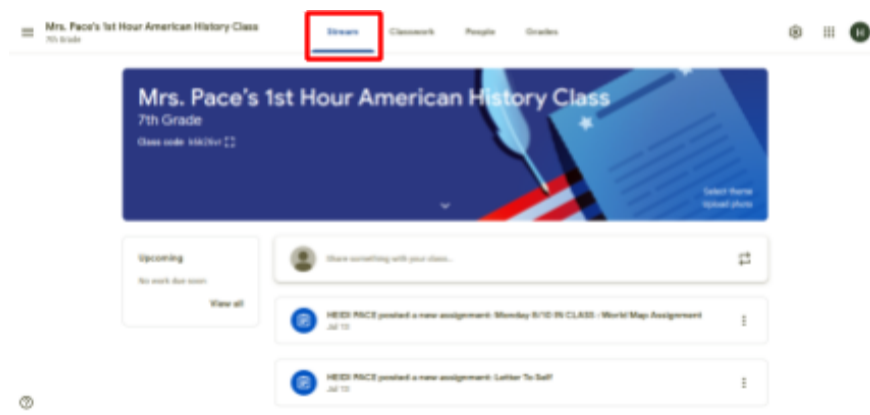 Mrs. Pace's 1st Hour American History Class
7th Grade
Stream Classwork People Grades
H
Mrs. Pace's 1st Hour American History Class
7th Grade
Class code
Select theme
Upload photo
Upcoming
No work due soon
View all
Share something with your class...
HEIDI PACE posted a new assignment: Monday 8/10 IN CLASS : World Map Assignment
Jul 13
HEIDI PACE posted a new assignment: Letter To Self!
Jul 13